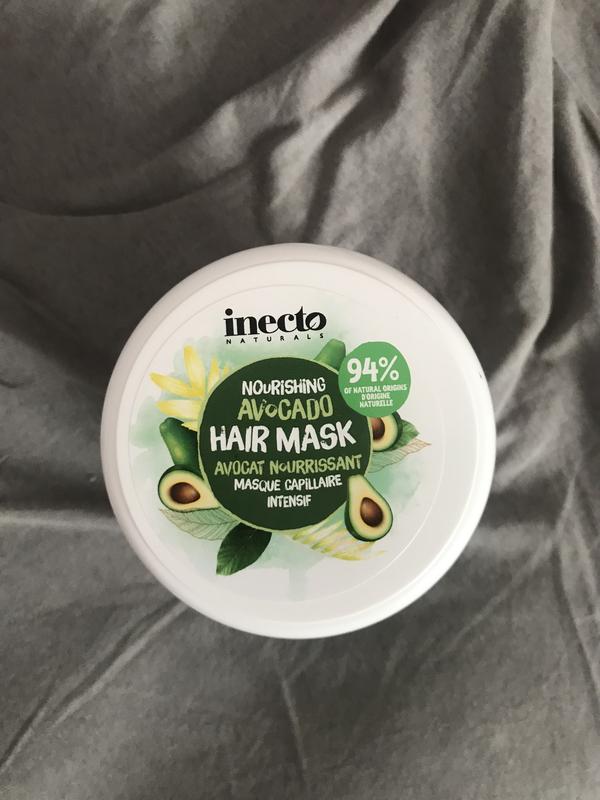 inecto
NATURALS
94%
OF NATURAL ORIGINS
D'ORIGINE
NATURELLE
NOURISHING
AVOCADO
HAIR MASK
AVOCAT NOURRISSANT
MASQUE CAPILLAIRE
INTENSIF